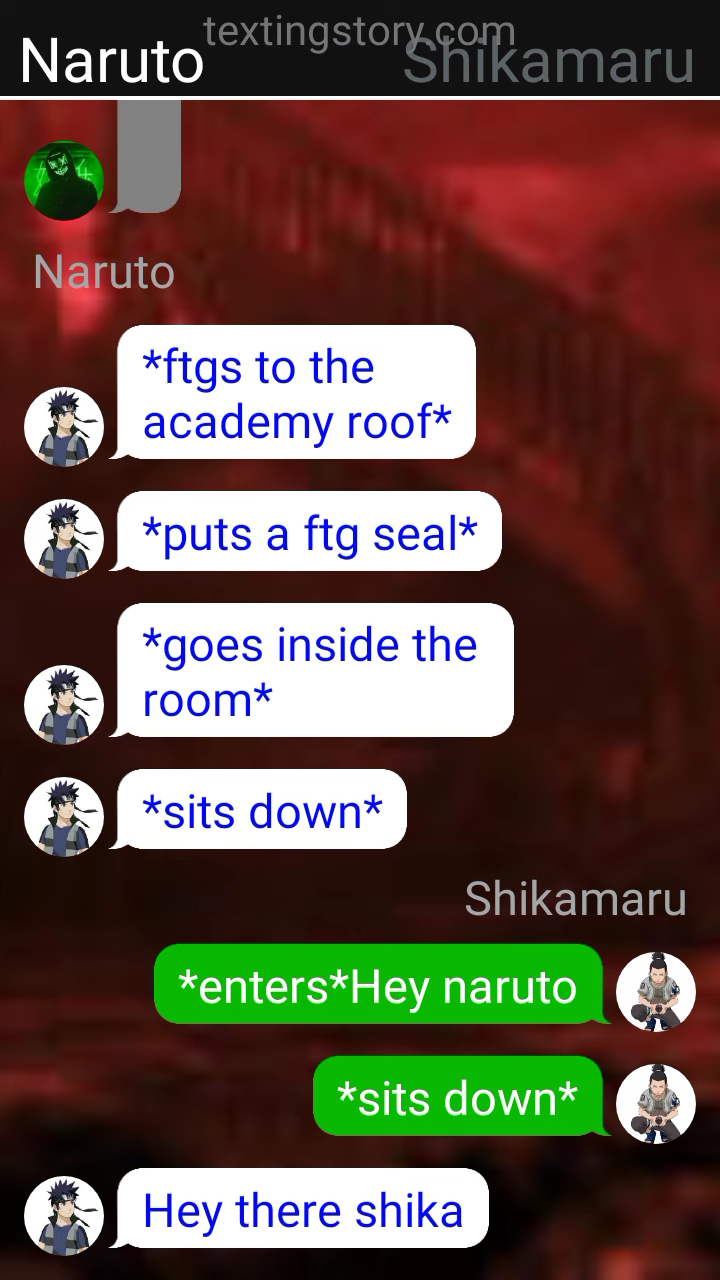 textingstory.com
Naruto
Shikamaru
Naruto
*ftgs to the
academy roof*
*puts a ftg seal*
*goes inside the
room*
*sits down*
Shikamaru
*enters*Hey naruto
*sits down*
Hey there shika